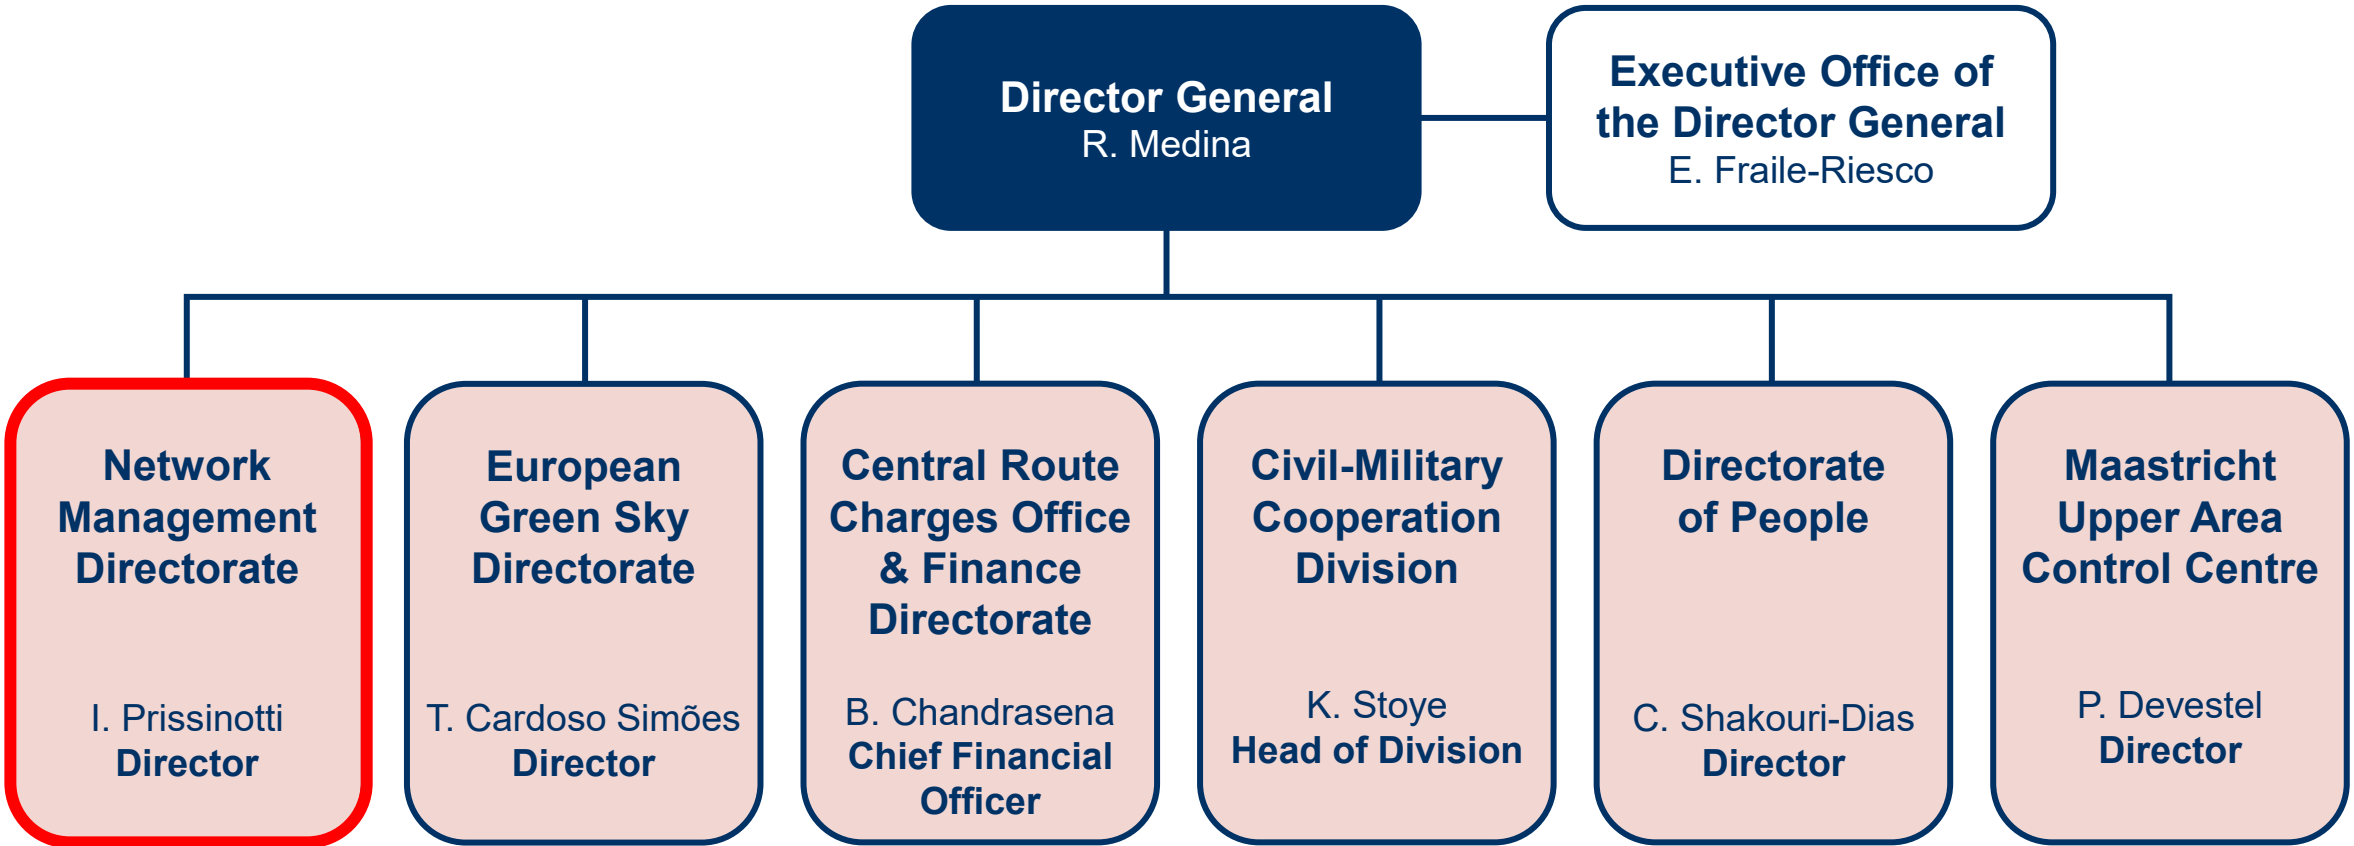 Director General
R. Medina
Executive Office of
the Director General
E. Fraile-Riesco
Network
Management
Directorate
I. Prissinotti
Director
European
Green Sky
Directorate
T. Cardoso Simões
Director
Central Route
Charges Office
& Finance
Directorate
B. Chandrasena
Chief Financial
Officer
Civil-Military
Cooperation
Division
K. Stoye
Head of Division
Directorate
of People
C. Shakouri-Dias
Director
Maastricht
Upper Area
Control Centre
P. Devestel
Director